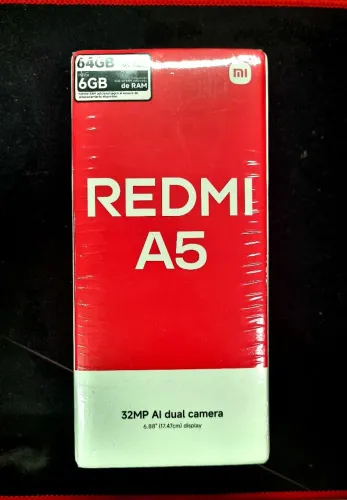 64GB
6GB
de RAM
mi
REDMI
A5
32MP AI dual camera
6.88" (17.47cm) display